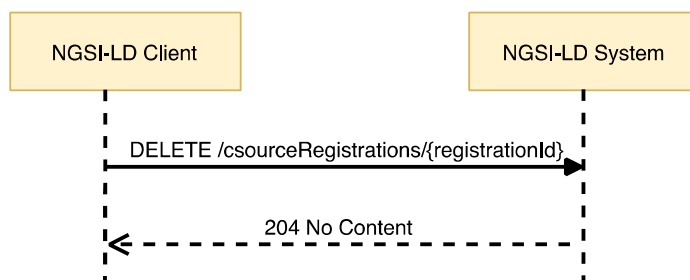 NGSI-LD Client
NGSI-LD System
DELETE /csourceRegistrations/{registrationId}
204 No Content